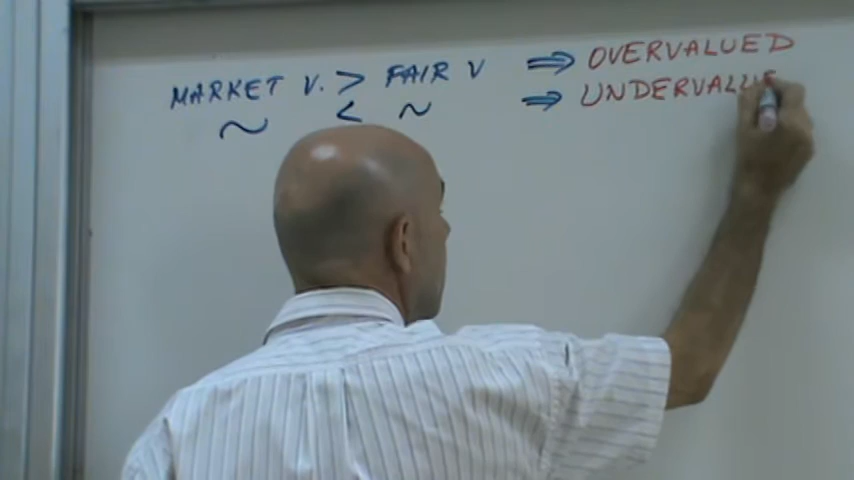 MARKET V. > FAIR V ⇒ OVERVALUED
~ < ~ ⇒ UNDERVALUE